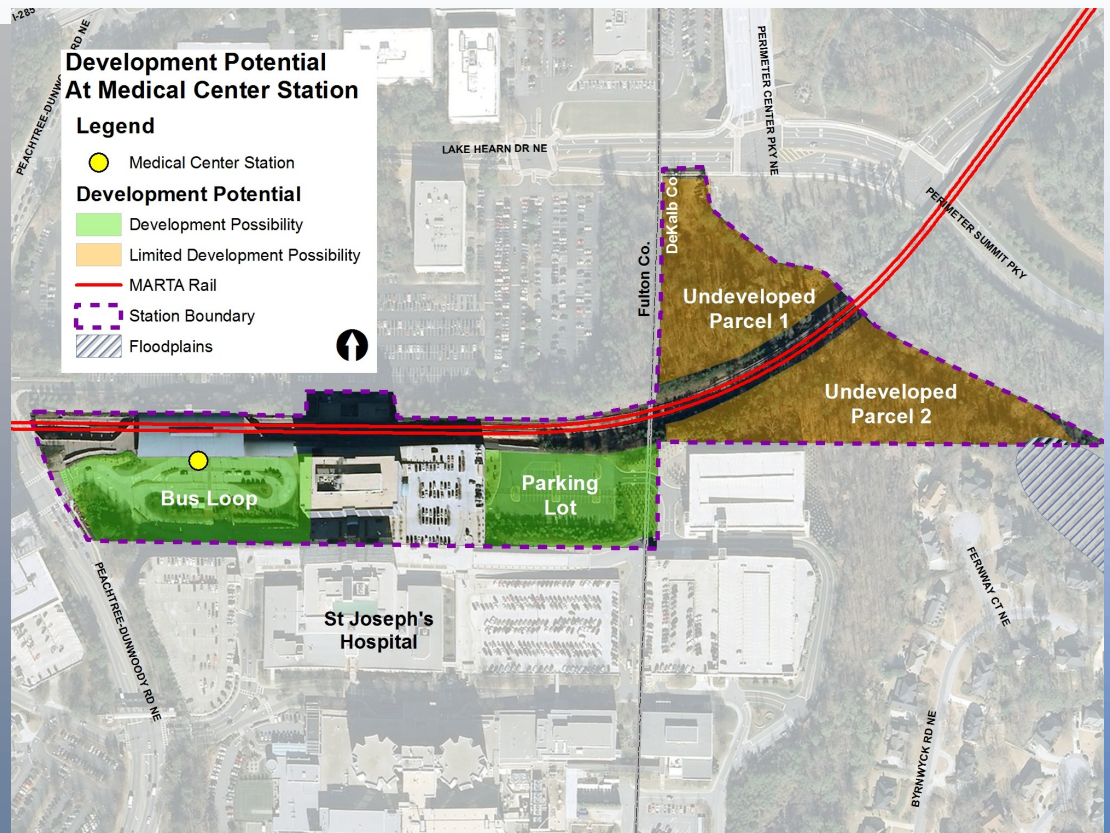 I-285
PEACHTREE-DUNWOODY RD NE
Development Potential
At Medical Center Station
Legend
Medical Center Station
Development Potential
Development Possibility
Limited Development Possibility
MARTA Rail
Station Boundary
Floodplains
LAKE HEARN DR NE
PERIMETER CENTER PKY NE
PERIMETER SUMMIT PKY
Fulton Co.
DeKalb Co.
Undeveloped
Parcel 1
Undeveloped
Parcel 2
Bus Loop
Parking
Lot
St Joseph's
Hospital
PEACHTREE-DUNWOODY RD NE
FERNWAY CT NE
BYRNWYCK RD NE